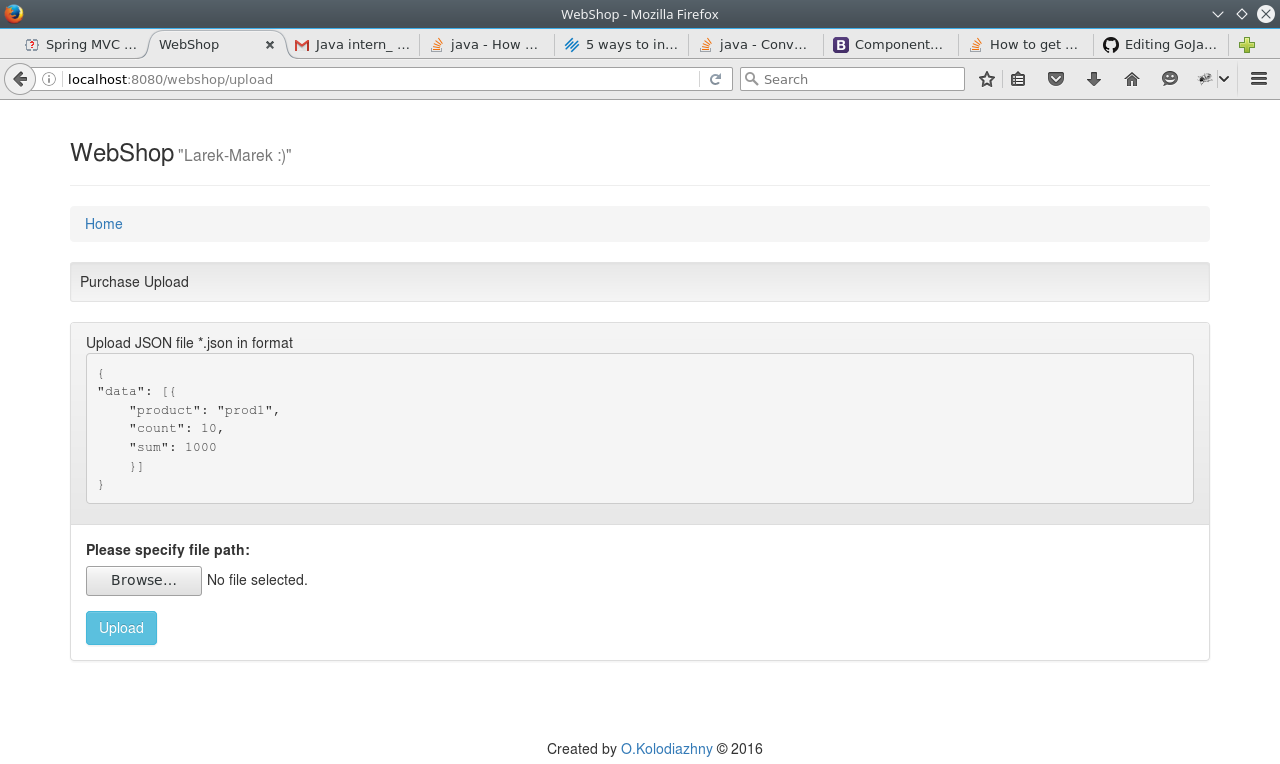 WebShop - Mozilla Firefox
Spring MVC ...
WebShop
Java intern_ ...
java - How ...
5 ways to in...
java - Conv...
Component...
How to get ...
Editing GoJa...
localhost:8080/webshop/upload
Search
WebShop "Larek-Marek :)"
Home
Purchase Upload
Upload JSON file *.json in format
{
"data": [{
    "product": "prod1",
    "count": 10,
    "sum": 1000
    }]
}
Please specify file path:
Browse... No file selected.
Upload
Created by O.Kolodiazhny © 2016